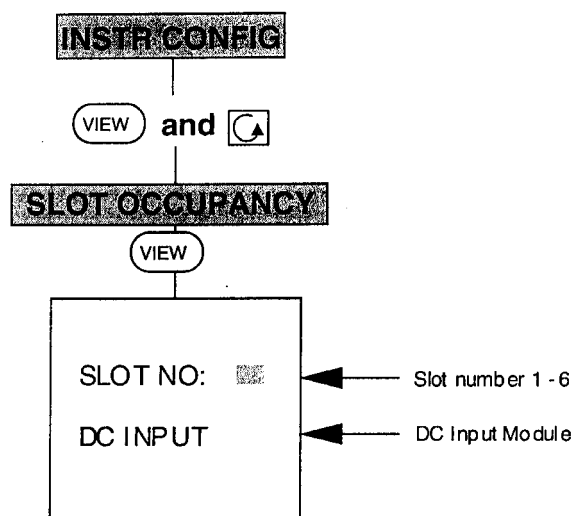 INSTR CONFIG
VIEW and
SLOT OCCUPANCY
VIEW
SLOT NO:
Slot number 1 - 6
DC INPUT
DC Input Module